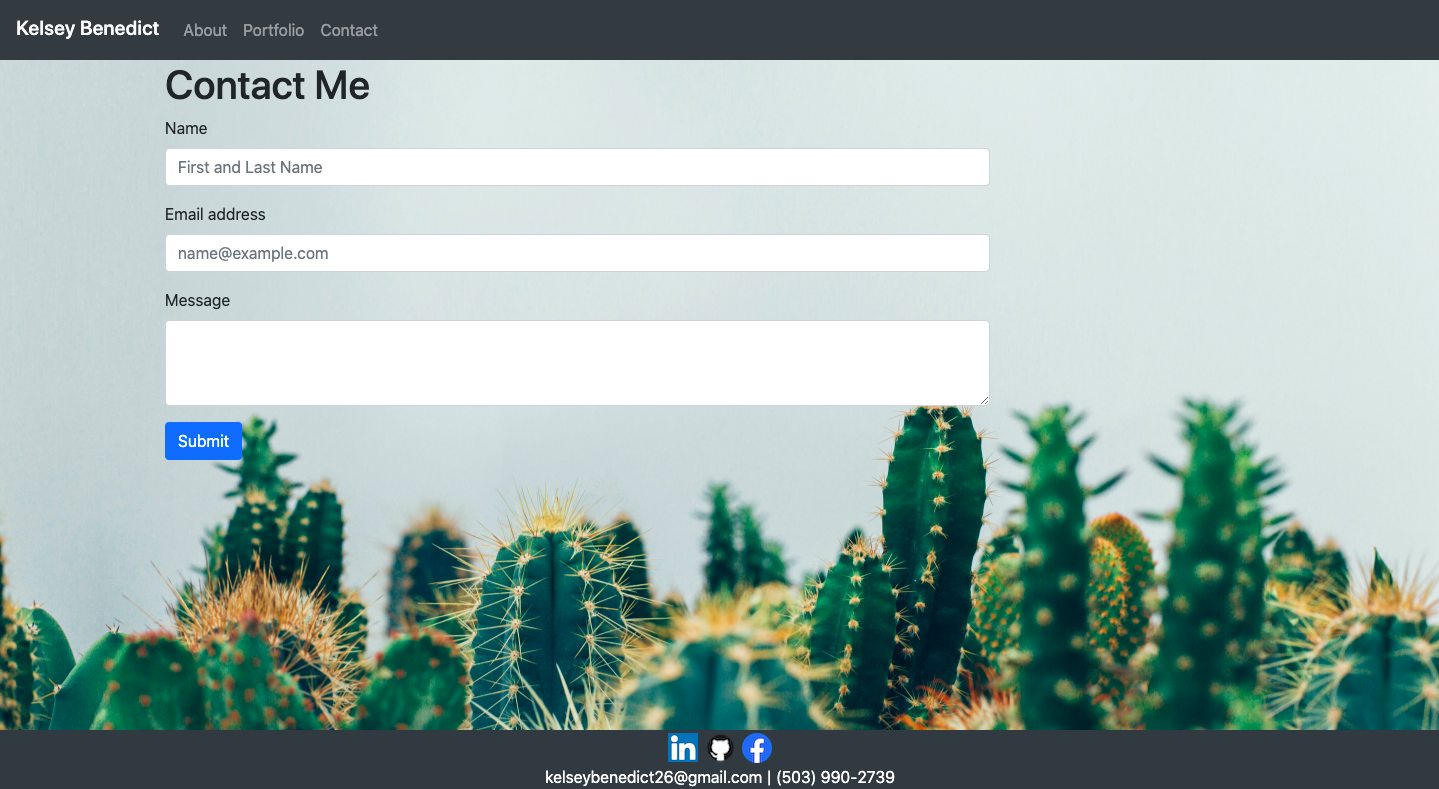 Kelsey Benedict About Portfolio Contact
Contact Me
Name
First and Last Name
Email address
name@example.com
Message
Submit
in f
kelseybenedict26@gmail.com | (503) 990-2739